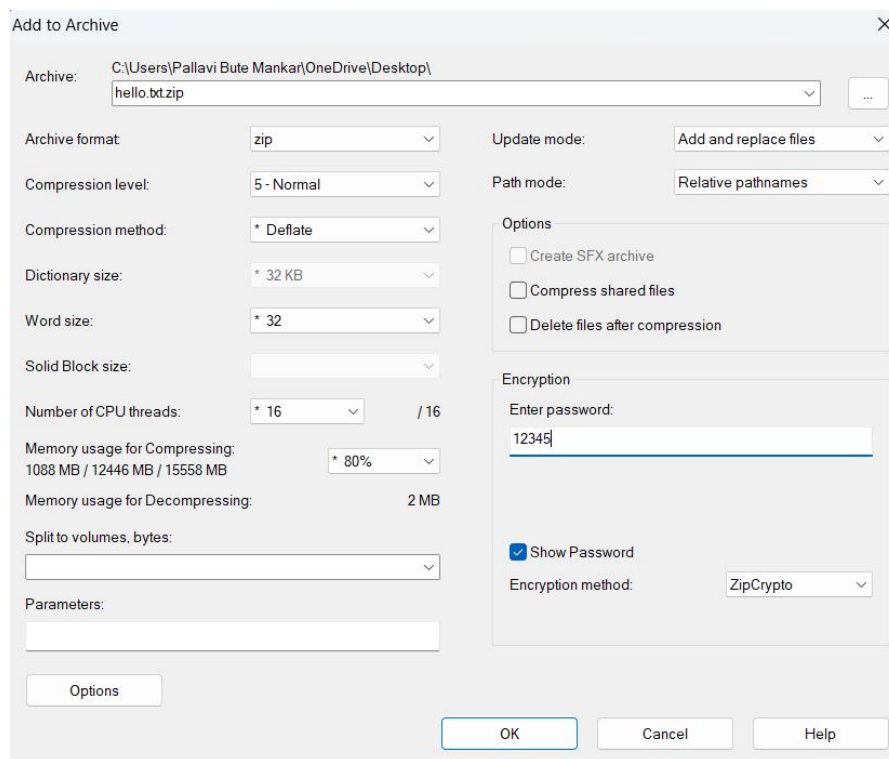 Add to Archive
Archive:
C:\Users\Pallavi Bute Mankar\OneDrive\Desktop\
hello.txt.zip
...
Archive format: zip
Compression level: 5 - Normal
Compression method: * Deflate
Dictionary size: * 32 KB
Word size: * 32
Solid Block size:
Number of CPU threads: * 16 / 16
Memory usage for Compressing:
1088 MB / 12446 MB / 15558 MB
* 80%
Memory usage for Decompressing: 2 MB
Split to volumes, bytes:
Parameters:
Options
Update mode: Add and replace files
Path mode: Relative pathnames
Options
Create SFX archive
Compress shared files
Delete files after compression
Encryption
Enter password:
12345
Show Password
Encryption method: ZipCrypto
OK Cancel Help